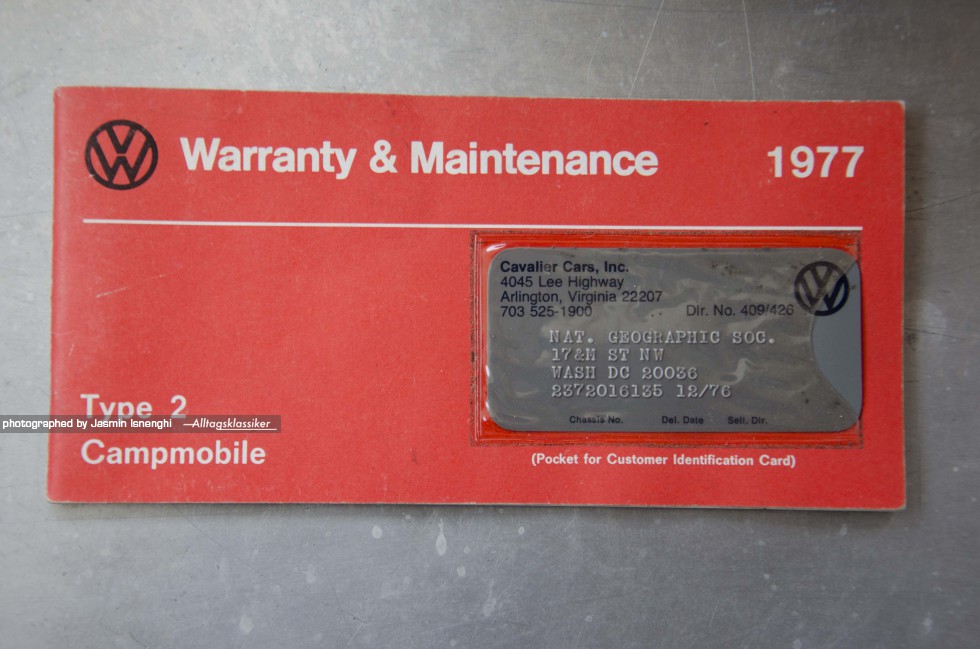 Warranty & Maintenance 1977
Cavalier Cars, Inc.
4045 Lee Highway
Arlington, Virginia 22207
703 525-1900 Dlr. No. 409/426
NAT. GEOGRAPHIC SOC.
17&M ST NW
WASH DC 20036
2372016135 12/76
Chassis No. Del. Date Sell. Dlr.
Type 2
photographed by Jasmin Isnenghi —Alltagsklassiker
Campmobile
(Pocket for Customer Identification Card)